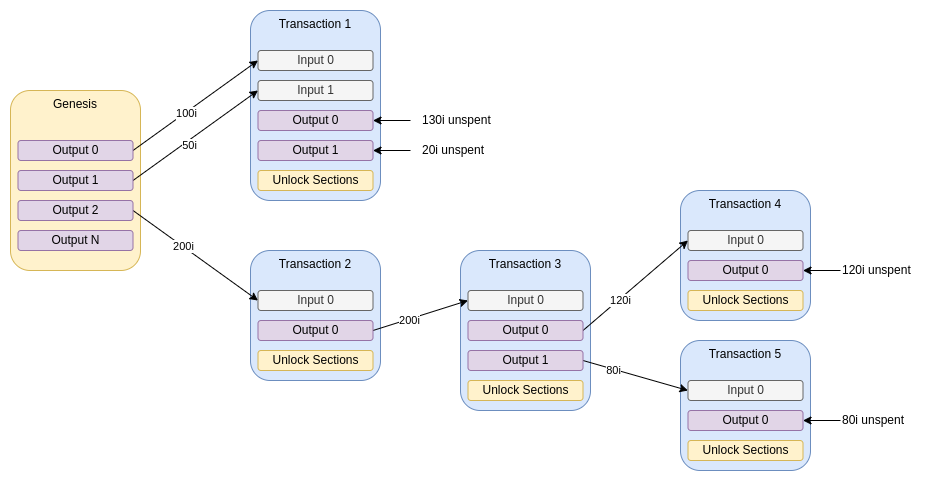 Genesis
Output 0
Output 1
Output 2
Output N
100i
50i
200i
Transaction 1
Input 0
Input 1
Output 0
Output 1
Unlock Sections
130i unspent
20i unspent
Transaction 2
Input 0
Output 0
Unlock Sections
200i
Transaction 3
Input 0
Output 0
Output 1
Unlock Sections
120i
80i
Transaction 4
Input 0
Output 0
Unlock Sections
120i unspent
Transaction 5
Input 0
Output 0
Unlock Sections
80i unspent